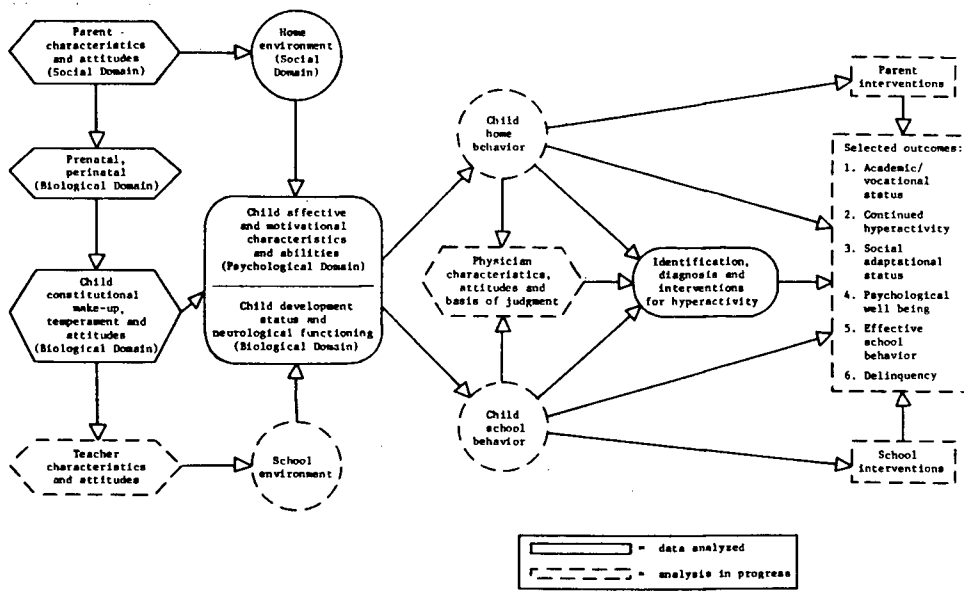 Parent -
characteristics
and attitudes
(Social Domain)
Home
environment
(Social
Domain)
Prenatal,
perinatal
(Biological Domain)
Child
constitutional
make-up,
temperament and
attitudes
(Biological Domain)
Teacher
characteristics
and attitudes
School
environment
Child affective
and motivational
characteristics
and abilities
(Psychological Domain)
Child development
status and
neurological functioning
(Biological Domain)
Child
home
behavior
Physician
characteristics,
attitudes and
basis of judgment
Child
school
behavior
Identification,
diagnosis and
interventions
for hyperactivity
Parent
interventions
Selected outcomes:
1. Academic/
vocational
status
2. Continued
hyperactivity
3. Social
adaptational
status
4. Psychological
well being
5. Effective
school
behavior
6. Delinquency
School
interventions
= data analyzed
= analysis in progress